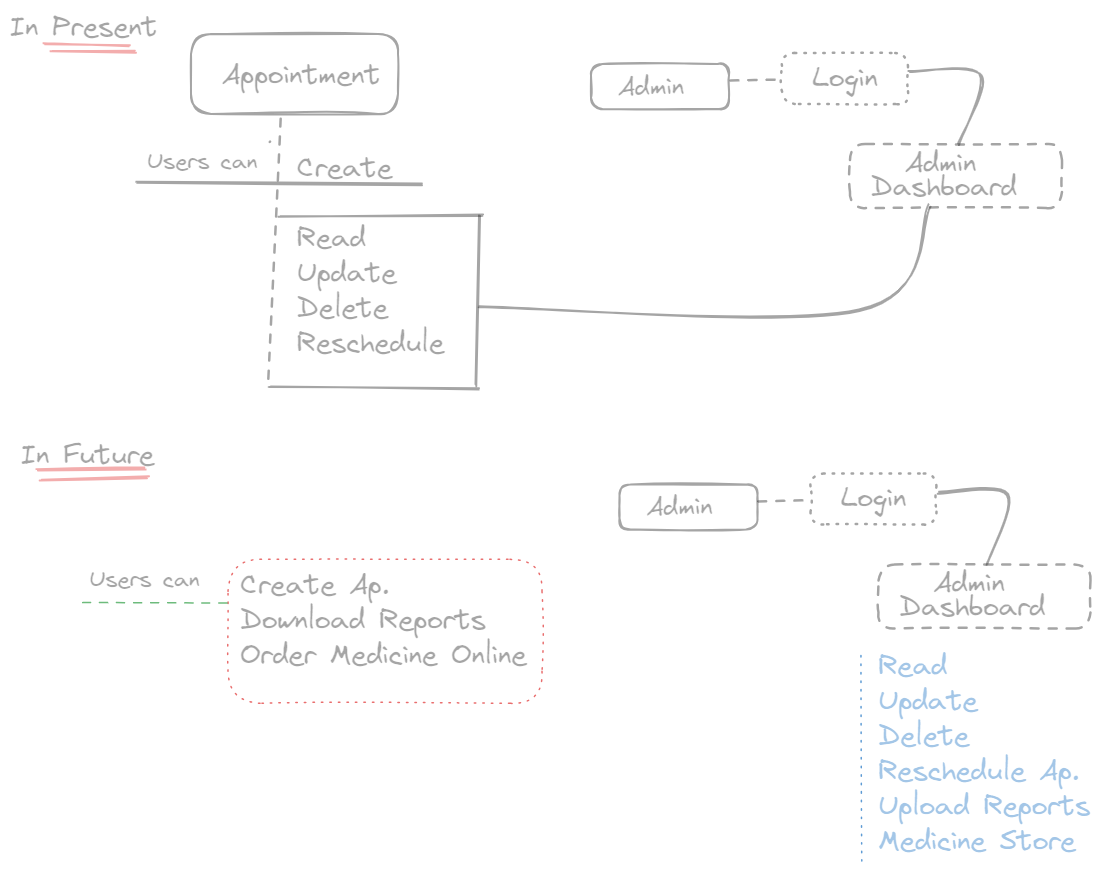 In Present
Appointment
Users can
Create
Read
Update
Delete
Reschedule
Admin
Login
Admin
Dashboard
In Future
Users can
Create Ap.
Download Reports
Order Medicine Online
Admin
Login
Admin
Dashboard
Read
Update
Delete
Reschedule Ap.
Upload Reports
Medicine Store